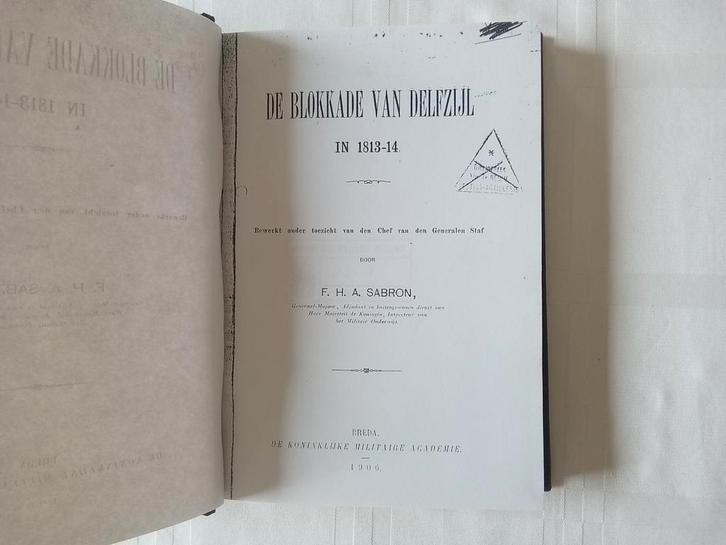 DE BLOKKADE VAN DELFZIJL
IN 1813-14.
Bewerkt onder toezicht van den Chef van den Generalen Staf
DOOR
F. H. A. SABRON,
Generaal-Majoor, Adjudant in buitengewonen dienst van
Hare Majesteit de Koningin, Inspecteur van
het Militair Onderwijs.
BREDA,
DE KONINKLIJKE MILITAIRE ACADEMIE.
1906.